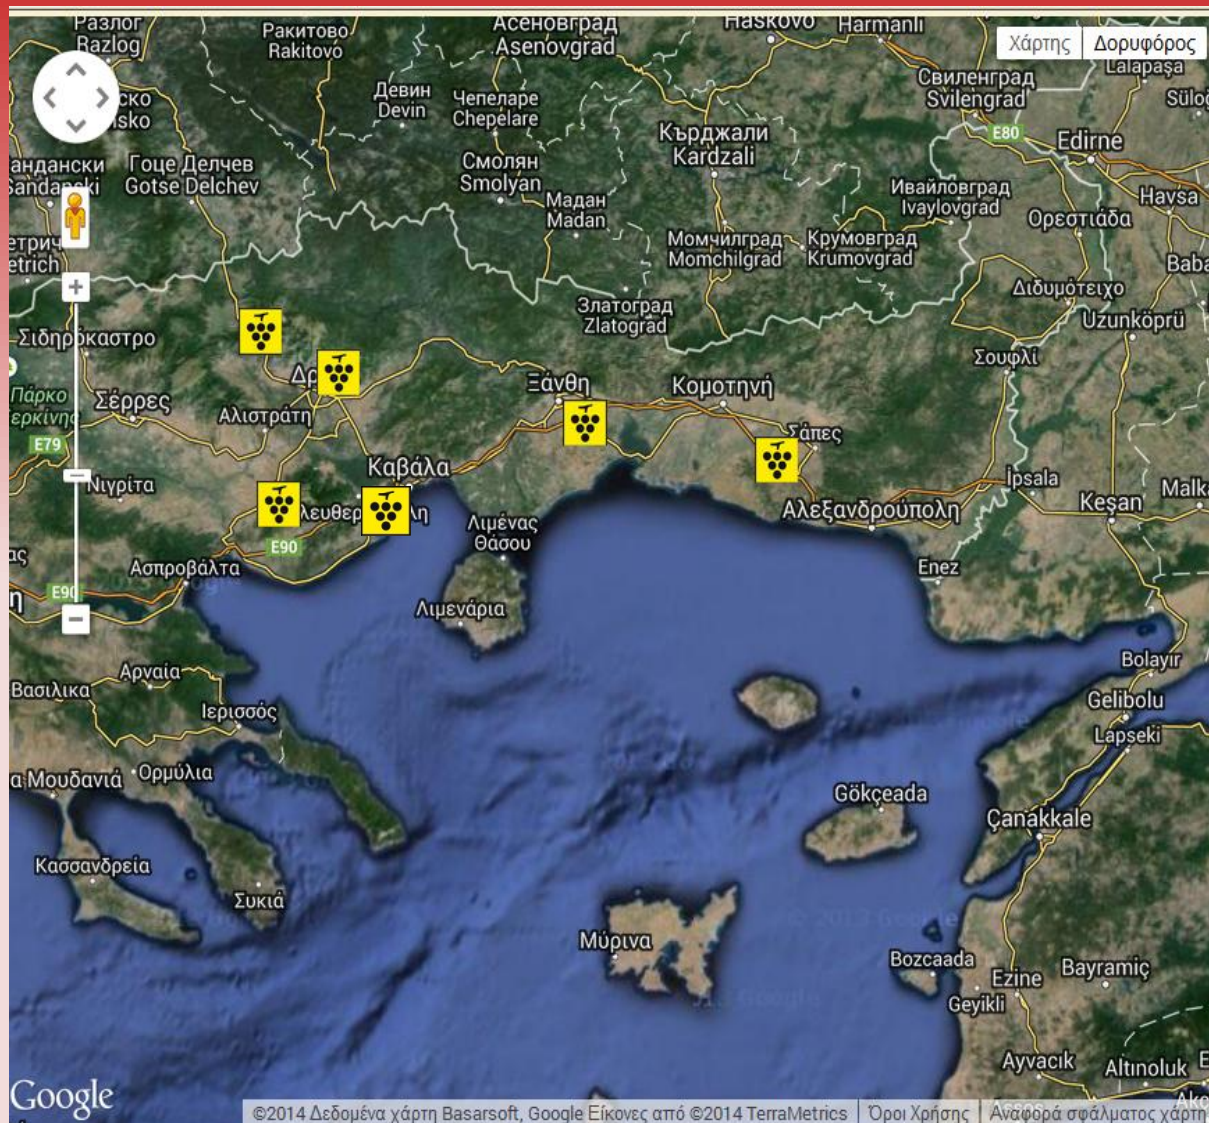 Разлог
Razlog
Ракитово
Rakitovo
Асеновград
Asenovgrad
Haskovo
Harmanli
Χάρτης
Δορυφόρος
Lalapaşa
Свиленград
Svilengrad
Девин
Devin
Чепеларе
Chepelare
Кърджали
Kardzali
E80
Edirne
Гоце Делчев
Gotse Delchev
Смолян
Smolyan
Мадан
Madan
Ивайловград
Ivaylovgrad
Havsa
Ορεστιάδα
Момчилград
Momchilgrad
Крумовград
Krumovgrad
Златоград
Zlatograd
Διδυμότειχο
Uzunköprü
Σιδηρόκαστρο
Σουφλί
Ξάνθη
Κομοτηνή
Πάρκο
Σέρρες
Αλιστράτη
Σάπες
E79
Καβάλα
Νιγρίτα
İpsala
Keşan
Αλεξανδρούπολη
Λιμένας
Θάσου
E90
Ασπροβάλτα
Enez
E90
Λιμενάρια
Αρναία
Βασιλικα
Bolayır
Ιερισσός
Gelibolu
Lapseki
α Μουδανιά
Ορμύλια
Gökçeada
Çanakkale
Κασσανδρεία
Συκιά
Μύρινα
Bozcaada
Geyikli
Ezine
Bayramiç
Ayvacık
Altınoluk
Google
©2014 Δεδομένα χάρτη Basarsoft, Google Εικονες από ©2014 TerraMetrics
Όροι Χρήσης
Αναφορά σφάλματος χάρτη